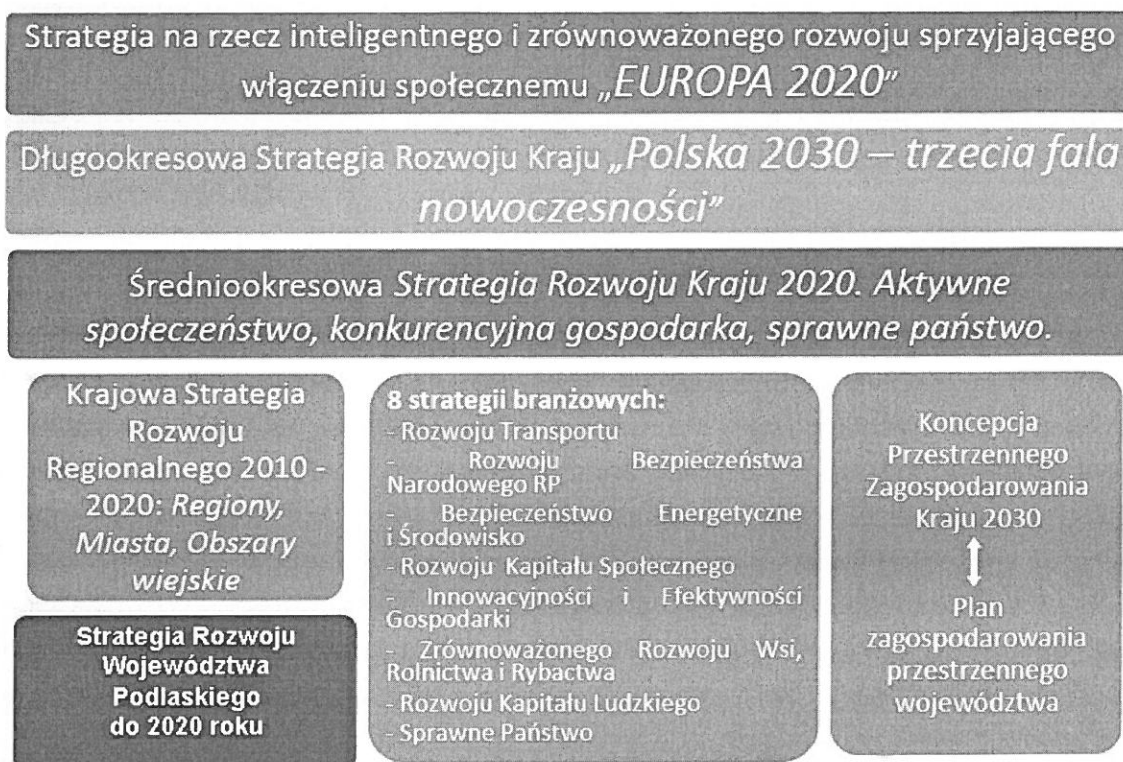 Strategia na rzecz inteligentnego i zrównoważonego rozwoju sprzyjającego
włączeniu społecznemu „EUROPA 2020”
Długookresowa Strategia Rozwoju Kraju „Polska 2030 – trzecia fala
nowoczesności”
Średniookresowa Strategia Rozwoju Kraju 2020. Aktywne
społeczeństwo, konkurencyjna gospodarka, sprawne państwo.
Krajowa Strategia
Rozwoju
Regionalnego 2010 -
2020: Regiony,
Miasta, Obszary
wiejskie
Strategia Rozwoju
Województwa
Podlaskiego
do 2020 roku
8 strategii branżowych:
- Rozwoju Transportu
- Rozwoju Bezpieczeństwa
Narodowego RP
- Bezpieczeństwo Energetyczne
i Środowisko
- Rozwoju Kapitału Społecznego
- Innowacyjności i Efektywności
Gospodarki
- Zrównoważonego Rozwoju Wsi,
Rolnictwa i Rybactwa
- Rozwoju Kapitału Ludzkiego
- Sprawne Państwo
Koncepcja
Przestrzennego
Zagospodarowania
Kraju 2030
Plan
zagospodarowania
przestrzennego
województwa